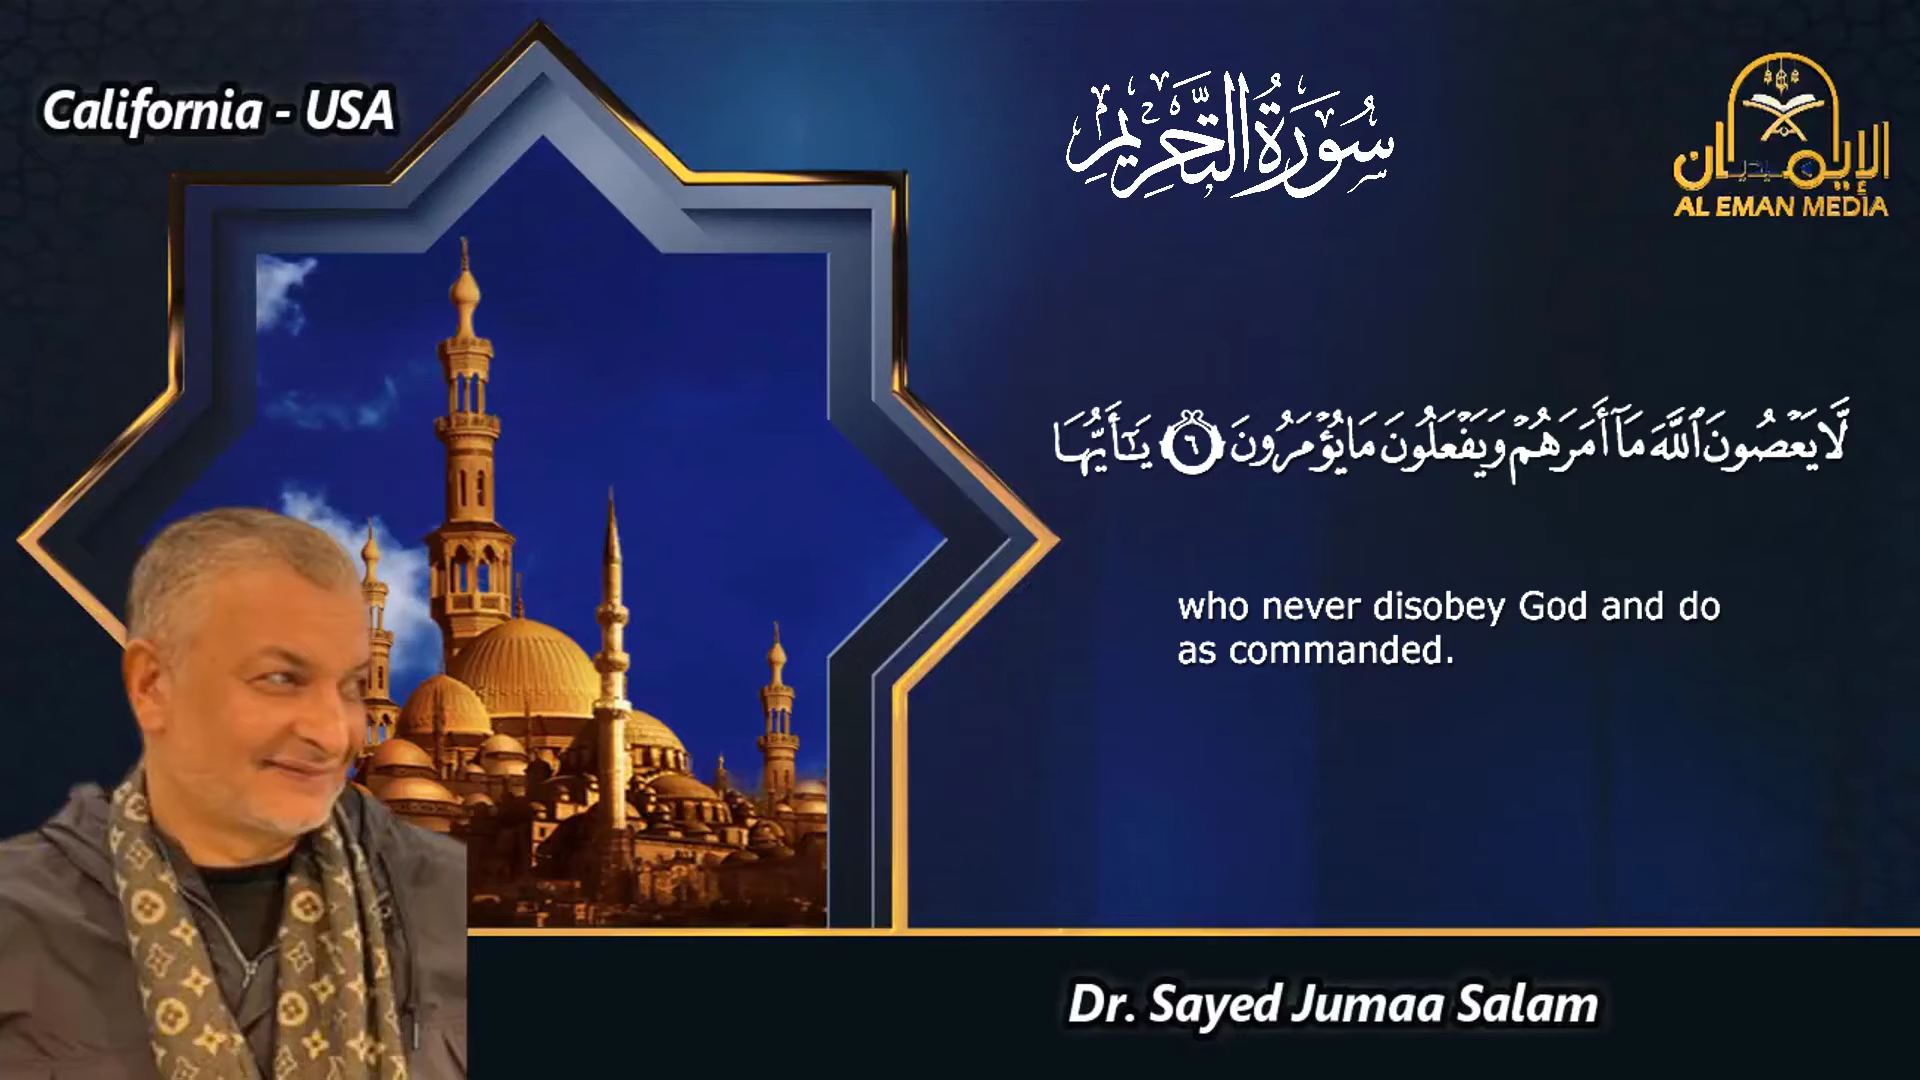 California - USA
سُورَةُ التَّحْرِيمِ
الإيمان
ميديا
AL EMAN MEDIA
لَّا يَعْصُونَ ٱللَّهَ مَآ أَمَرَهُمْ وَيَفْعَلُونَ مَا يُؤْمَرُونَ ٦ يَٰٓأَيُّهَا
who never disobey God and do
as commanded.
Dr. Sayed Jumaa Salam